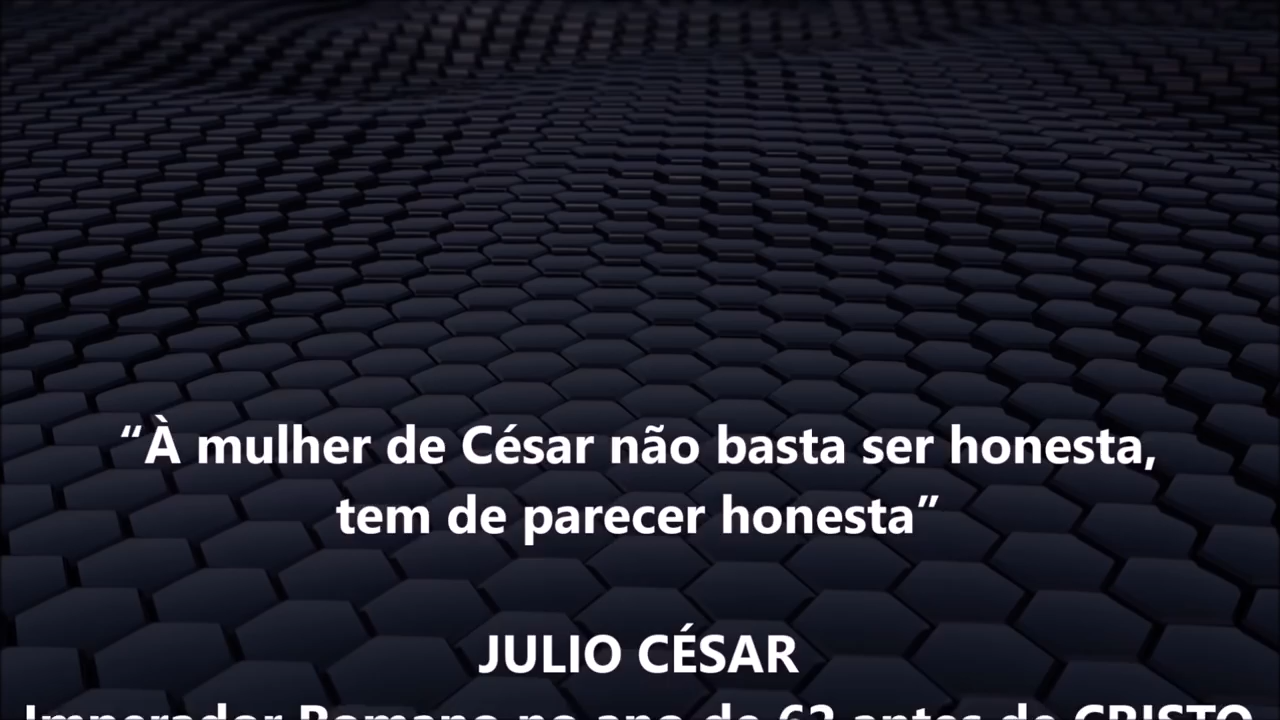 “À mulher de César não basta ser honesta,
tem de parecer honesta”
JULIO CÉSAR
Imperador Romano no ano de 63 antes de CRISTO